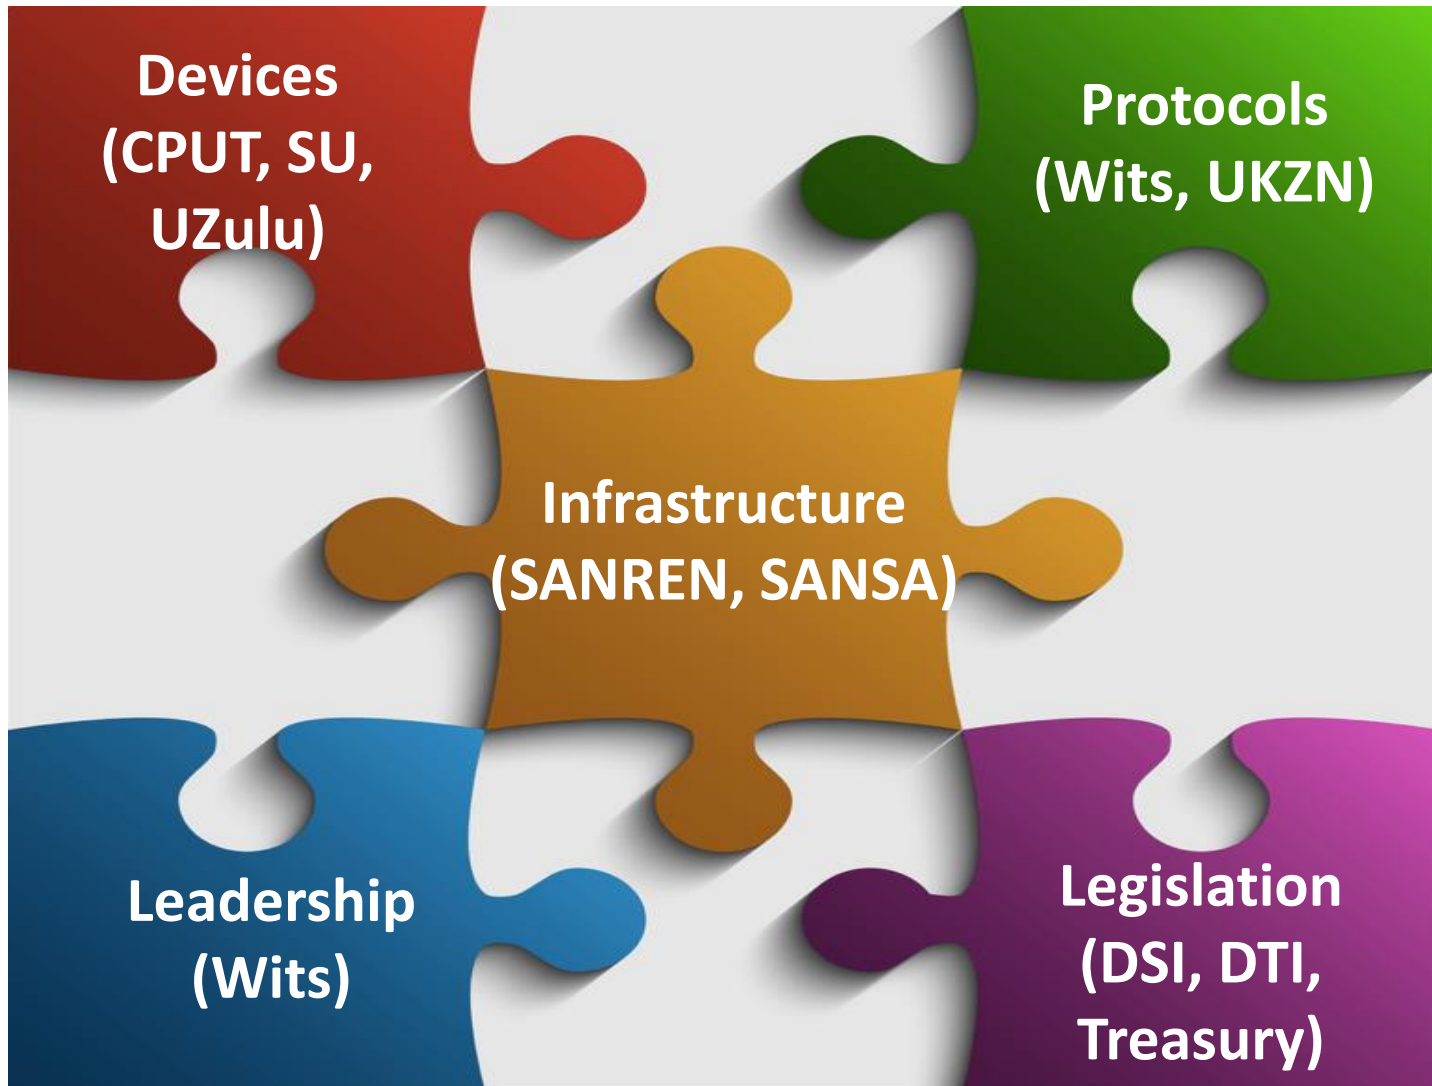 Devices
(CPUT, SU,
UZulu)
Protocols
(Wits, UKZN)
Infrastructure
(SANREN, SANSA)
Leadership
(Wits)
Legislation
(DSI, DTI,
Treasury)